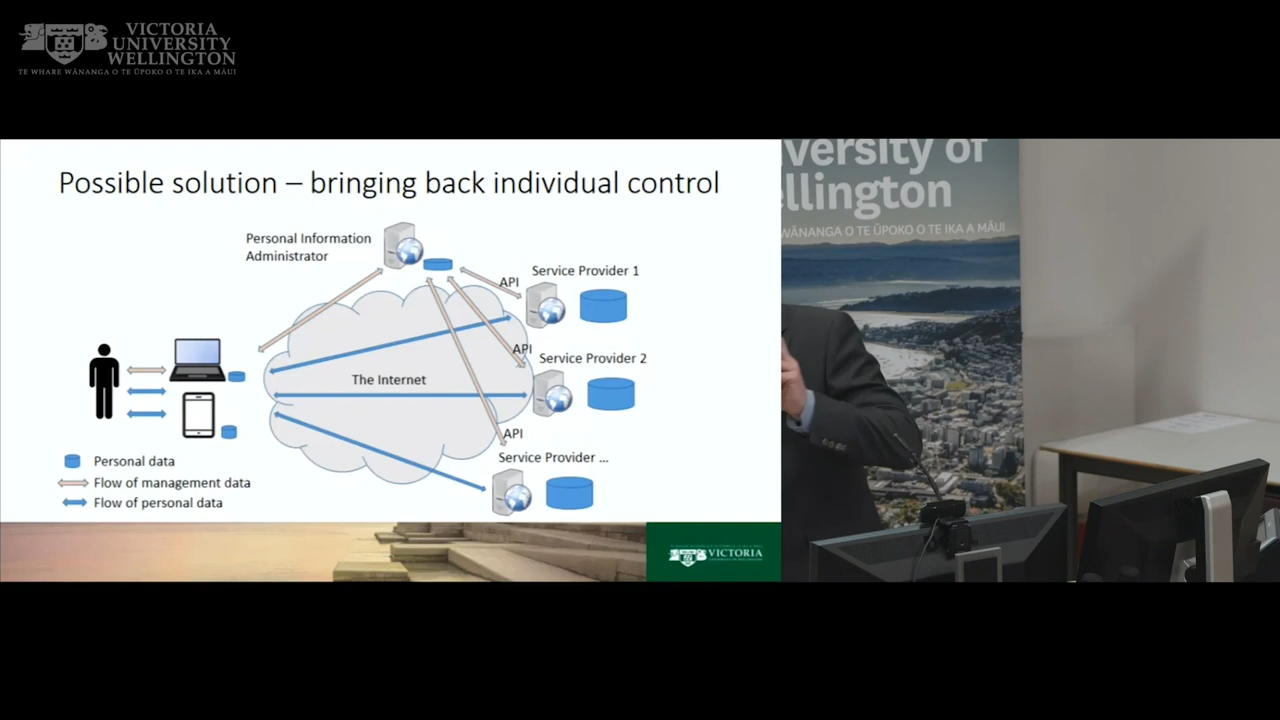 VICTORIA
UNIVERSITY
WELLINGTON
TE WHARE WĀNANGA O TE ŪPOKO O TE IKA A MĀUI
Possible solution – bringing back individual control
Personal Information
Administrator
API
Service Provider 1
API
Service Provider 2
The Internet
API
Service Provider ...
Personal data
Flow of management data
Flow of personal data
VICTORIA
versity of
ellington
WĀNANGA O TE ŪPOKO O TE IKA A MĀUI